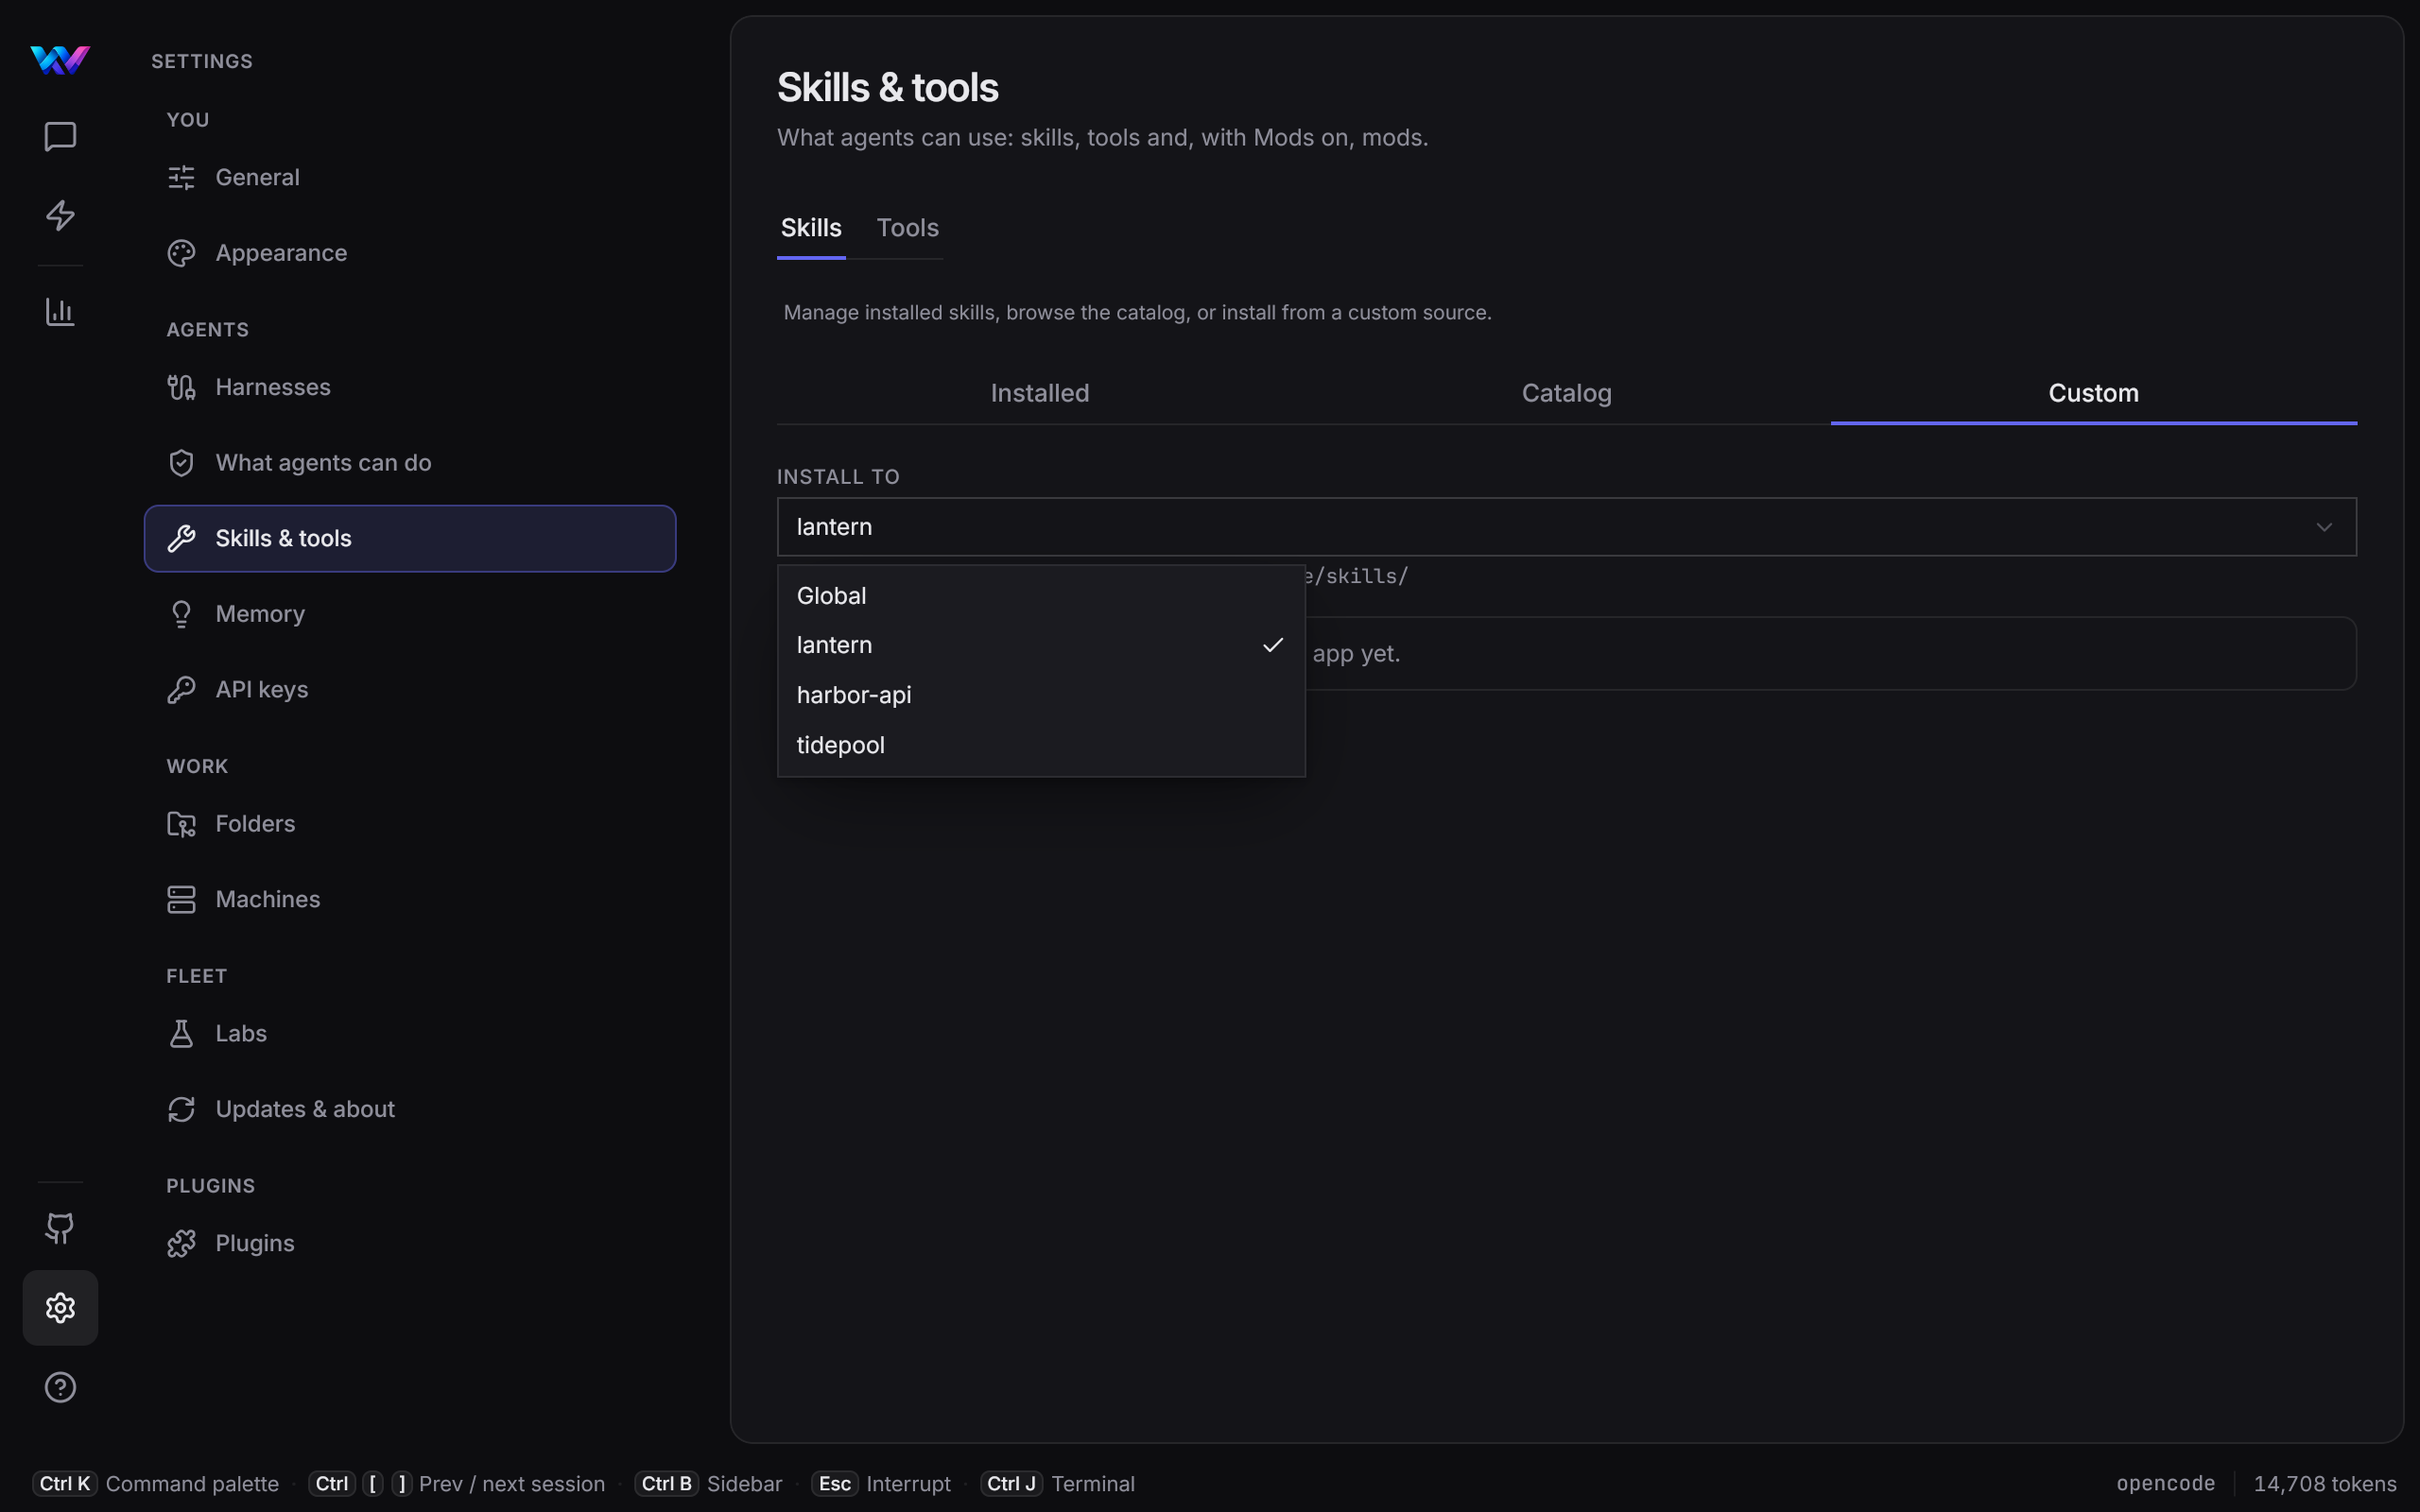 SETTINGS
YOU
General
Appearance
AGENTS
Harnesses
What agents can do
Skills & tools
Memory
API keys
WORK
Folders
Machines
FLEET
Labs
Updates & about
PLUGINS
Plugins
Skills & tools
What agents can use: skills, tools and, with Mods on, mods.
Skills Tools
Manage installed skills, browse the catalog, or install from a custom source.
Installed Catalog Custom
INSTALL TO
lantern
/skills/
Global
lantern
app yet.
harbor-api
tidepool
Ctrl K Command palette · Ctrl [ ] Prev / next session · Ctrl B Sidebar · Esc Interrupt · Ctrl J Terminal
opencode 14,708 tokens